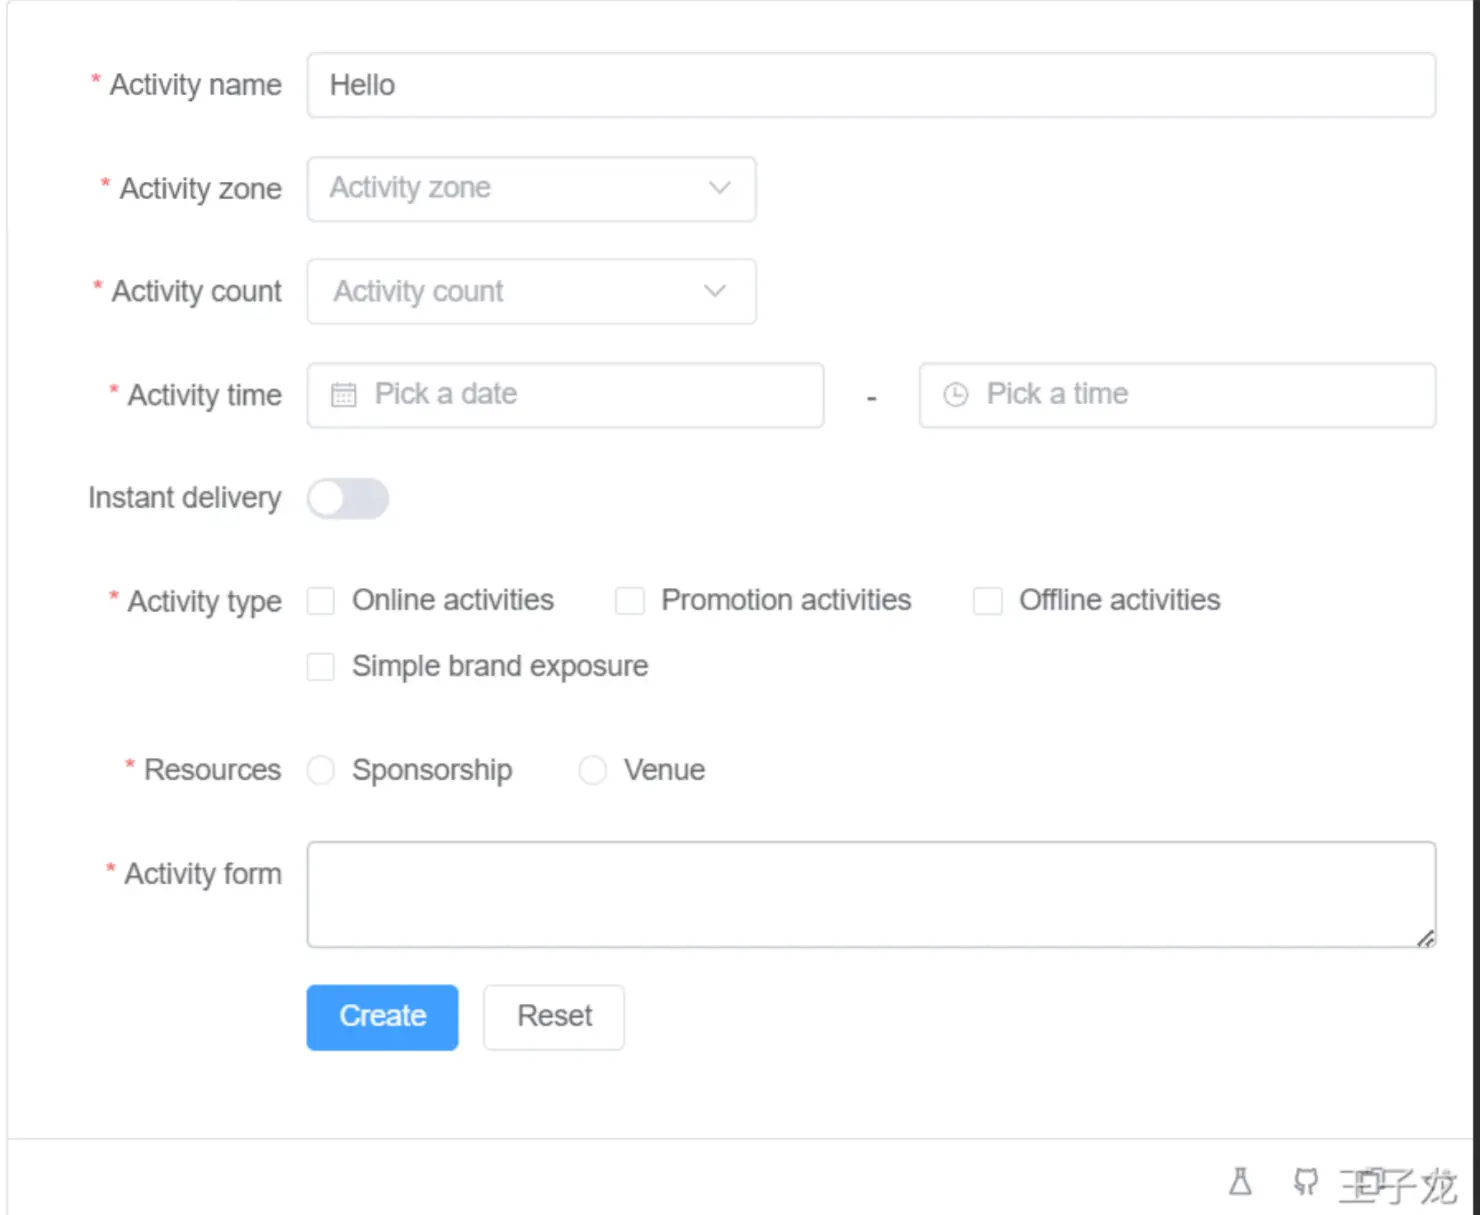 * Activity name Hello
* Activity zone Activity zone
* Activity count Activity count
* Activity time Pick a date - Pick a time
Instant delivery
* Activity type Online activities Promotion activities Offline activities
Simple brand exposure
* Resources Sponsorship Venue
* Activity form
Create Reset
王子龙